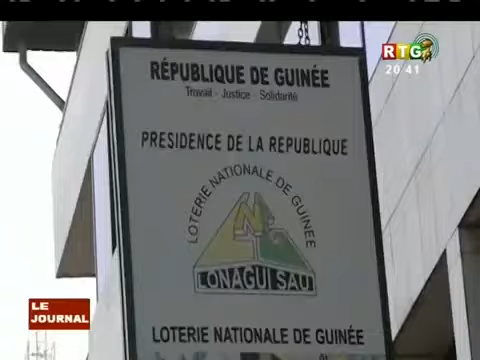 RTG
20 41
RÉPUBLIQUE DE GUINÉE
Travail - Justice - Solidarité
PRESIDENCE DE LA REPUBLIQUE
LOTERIE NATIONALE DE GUINEE
LN
LONAGUI SAU
LOTERIE NATIONALE DE GUINÉE
LE
JOURNAL